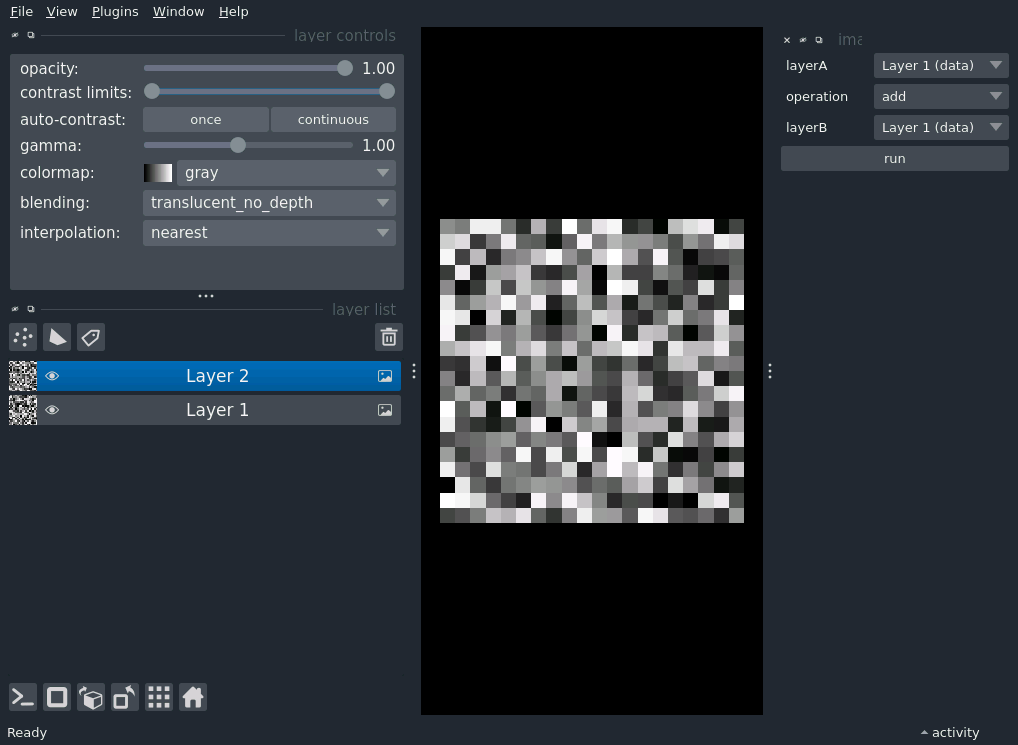 File View Plugins Window Help
layer controls
opacity: 1.00
contrast limits:
auto-contrast: once continuous
gamma: 1.00
colormap: gray
blending: translucent_no_depth
interpolation: nearest
layer list
Layer 2
Layer 1
ima
layerA Layer 1 (data)
operation add
layerB Layer 1 (data)
run
Ready
activity